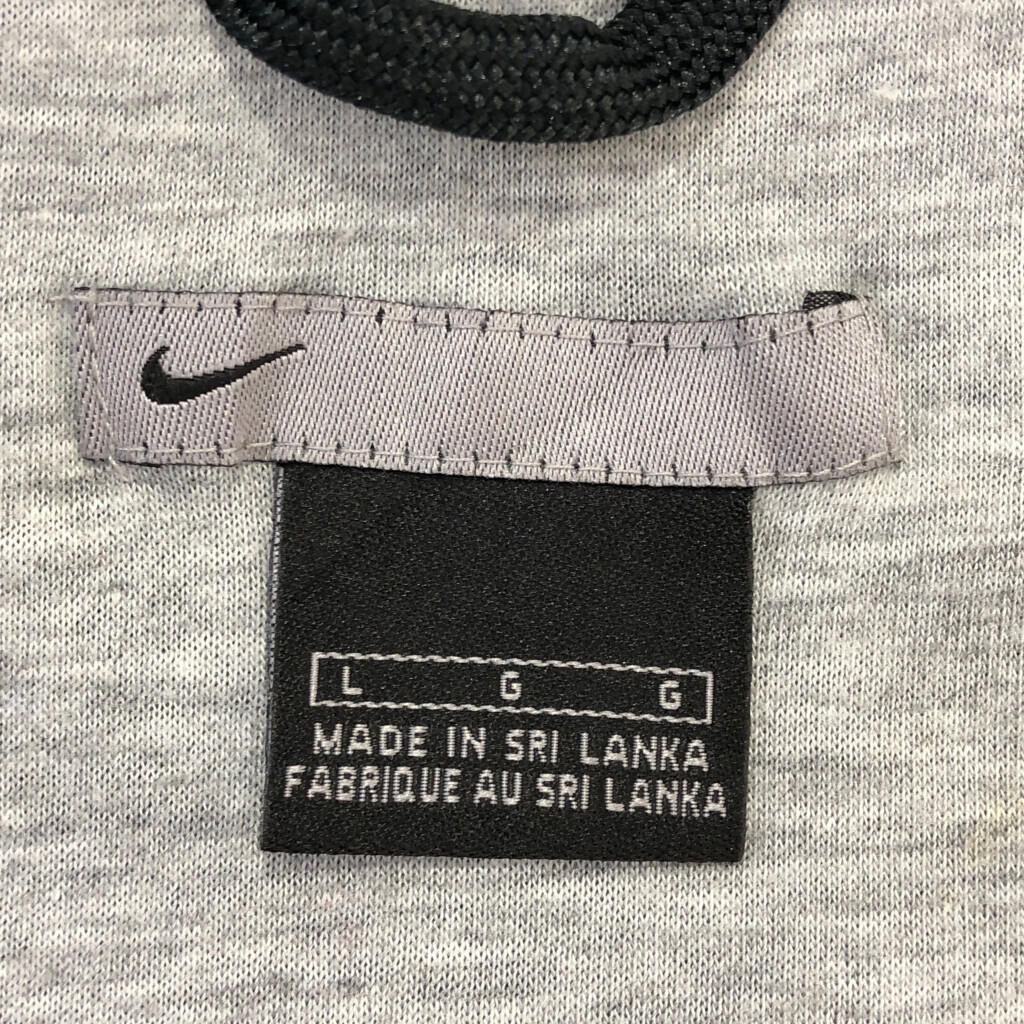 L G G
MADE IN SRI LANKA
FABRIQUE AU SRI LANKA